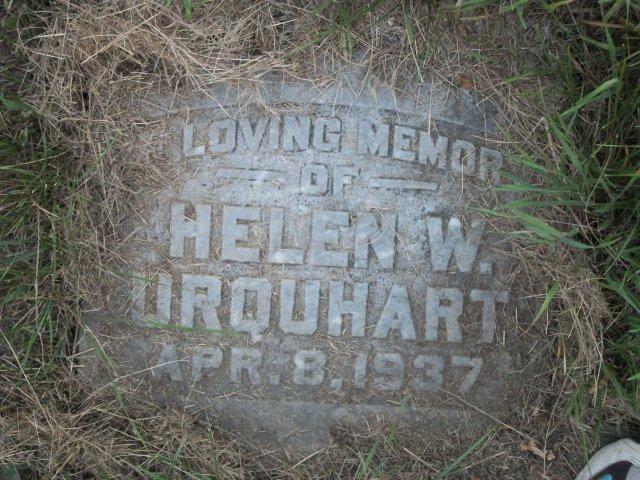 LOVING MEMOR
OF
HELEN W.
URQUHART
APR. 8, 1937